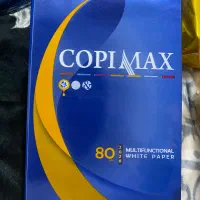 COPIMAX
80
MULTIFUNCTIONAL
WHITE PAPER